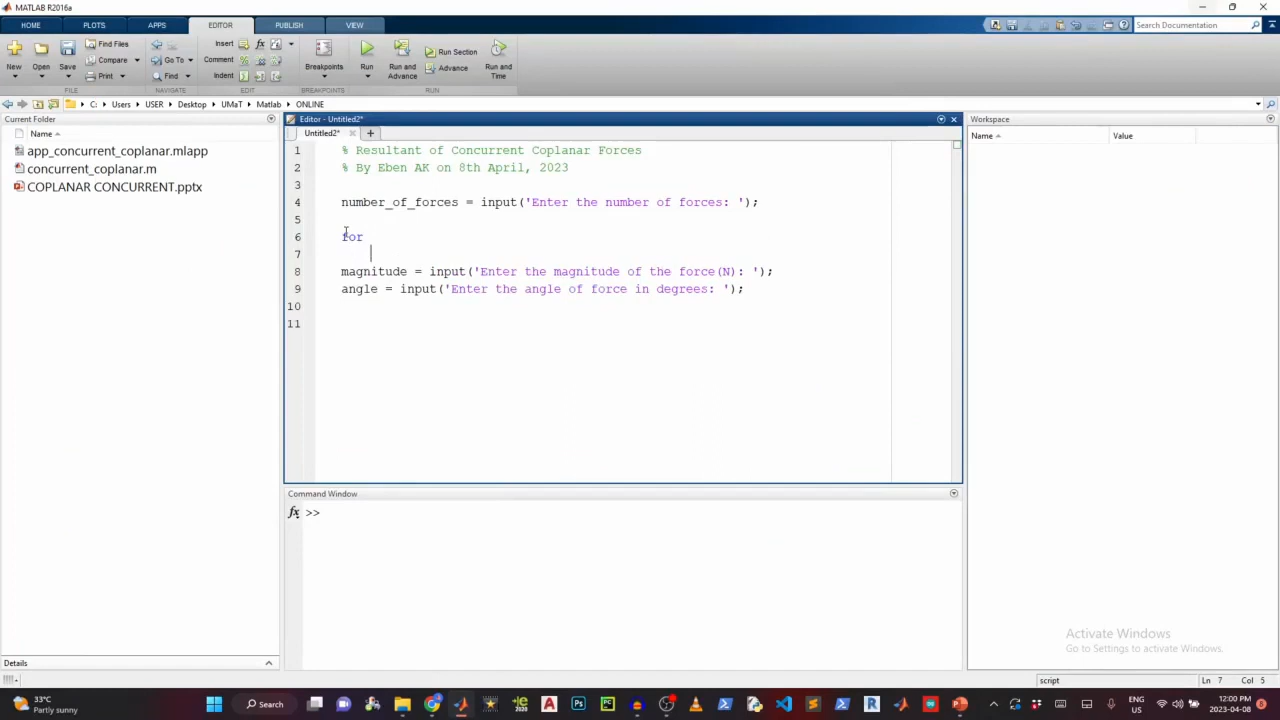 MATLAB R2016a
HOME PLOTS APPS EDITOR PUBLISH VIEW
Search Documentation
New Open Save Find Files Compare Print
Go To Find
Insert fx
Comment
Indent
Breakpoints
Run Run and Advance Run Section Advance Run and Time
FILE NAVIGATE EDIT BREAKPOINTS RUN
C: Users USER Desktop UMaT Matlab ONLINE
Current Folder
Name
app_concurrent_coplanar.mlapp
concurrent_coplanar.m
COPLANAR CONCURRENT.pptx
Details
Editor - Untitled2*
Untitled2* +
1 % Resultant of Concurrent Coplanar Forces
2 % By Eben AK on 8th April, 2023
3
4 number_of_forces = input('Enter the number of forces: ');
5
6 for
7
8 magnitude = input('Enter the magnitude of the force(N): ');
9 angle = input('Enter the angle of force in degrees: ');
10
11
Command Window
fx >>
Workspace
Name Value
Activate Windows
Go to Settings to activate Windows.
script Ln 7 Col 5
33°C
Partly sunny
Search
ENG
US
12:00 PM
2023-04-08